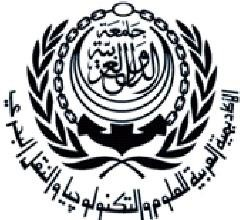 جامعة
الدول العربية
الأكاديمية العربية للعلوم والتكنولوجيا والنقل البحري